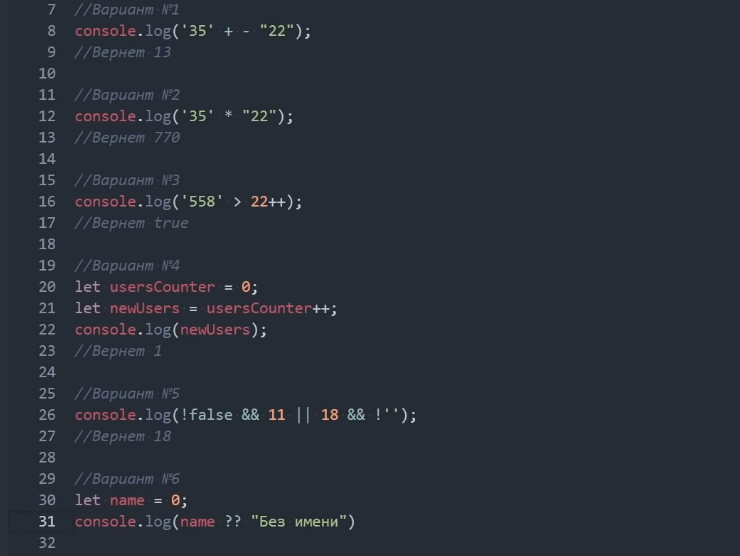 7 //Вариант №1
8 console.log('35' + - "22");
9 //Вернет 13
10
11 //Вариант №2
12 console.log('35' * "22");
13 //Вернет 770
14
15 //Вариант №3
16 console.log('558' > 22++);
17 //Вернет true
18
19 //Вариант №4
20 let usersCounter = 0;
21 let newUsers = usersCounter++;
22 console.log(newUsers);
23 //Вернет 1
24
25 //Вариант №5
26 console.log(!false && 11 || 18 && !'');
27 //Вернет 18
28
29 //Вариант №6
30 let name = 0;
31 console.log(name ?? "Без имени")
32